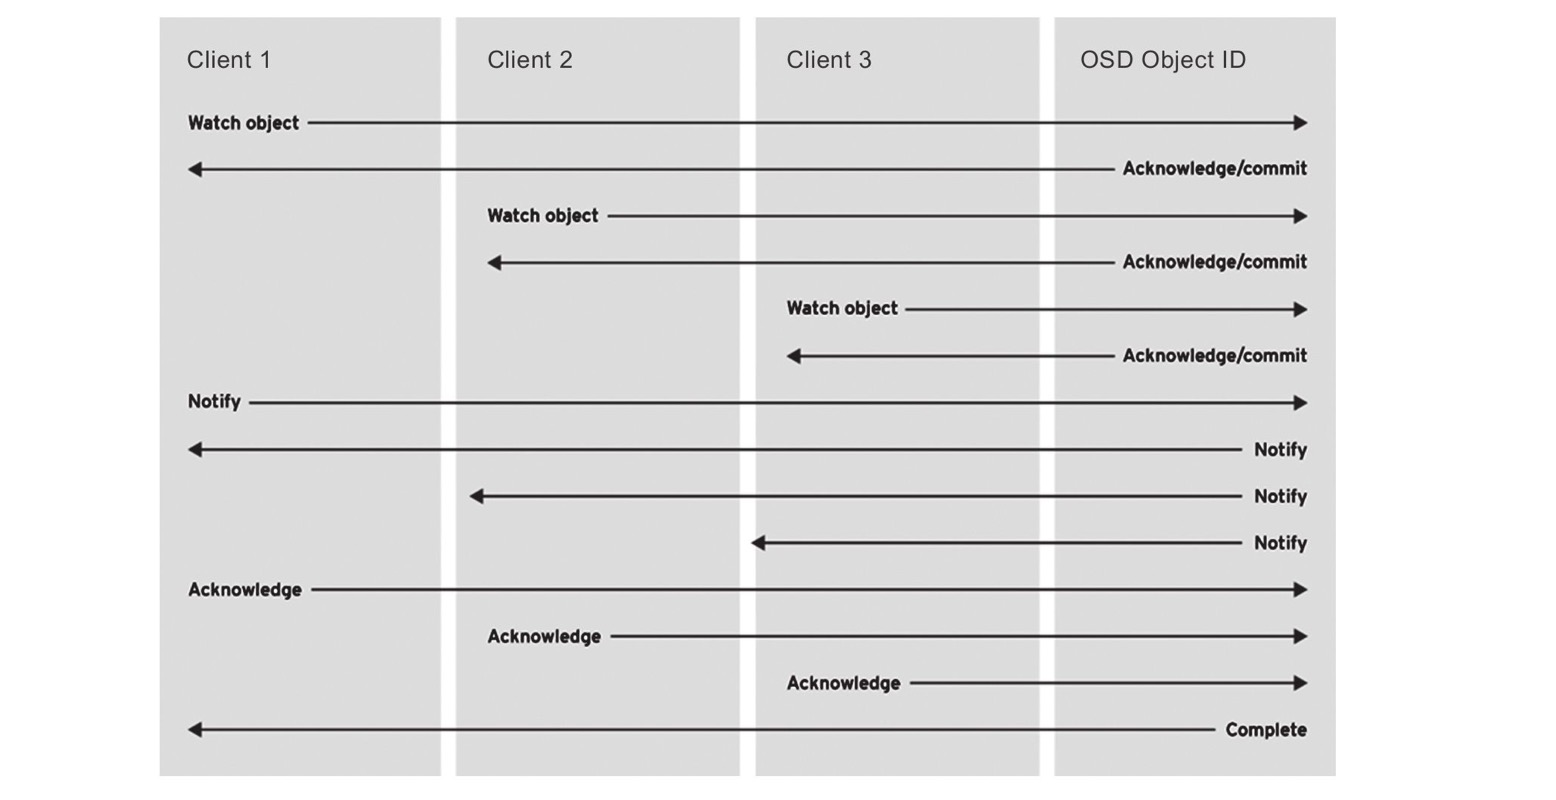 Client 1
Client 2
Client 3
OSD Object ID
Watch object
Acknowledge/commit
Watch object
Acknowledge/commit
Watch object
Acknowledge/commit
Notify
Notify
Notify
Notify
Acknowledge
Acknowledge
Acknowledge
Complete